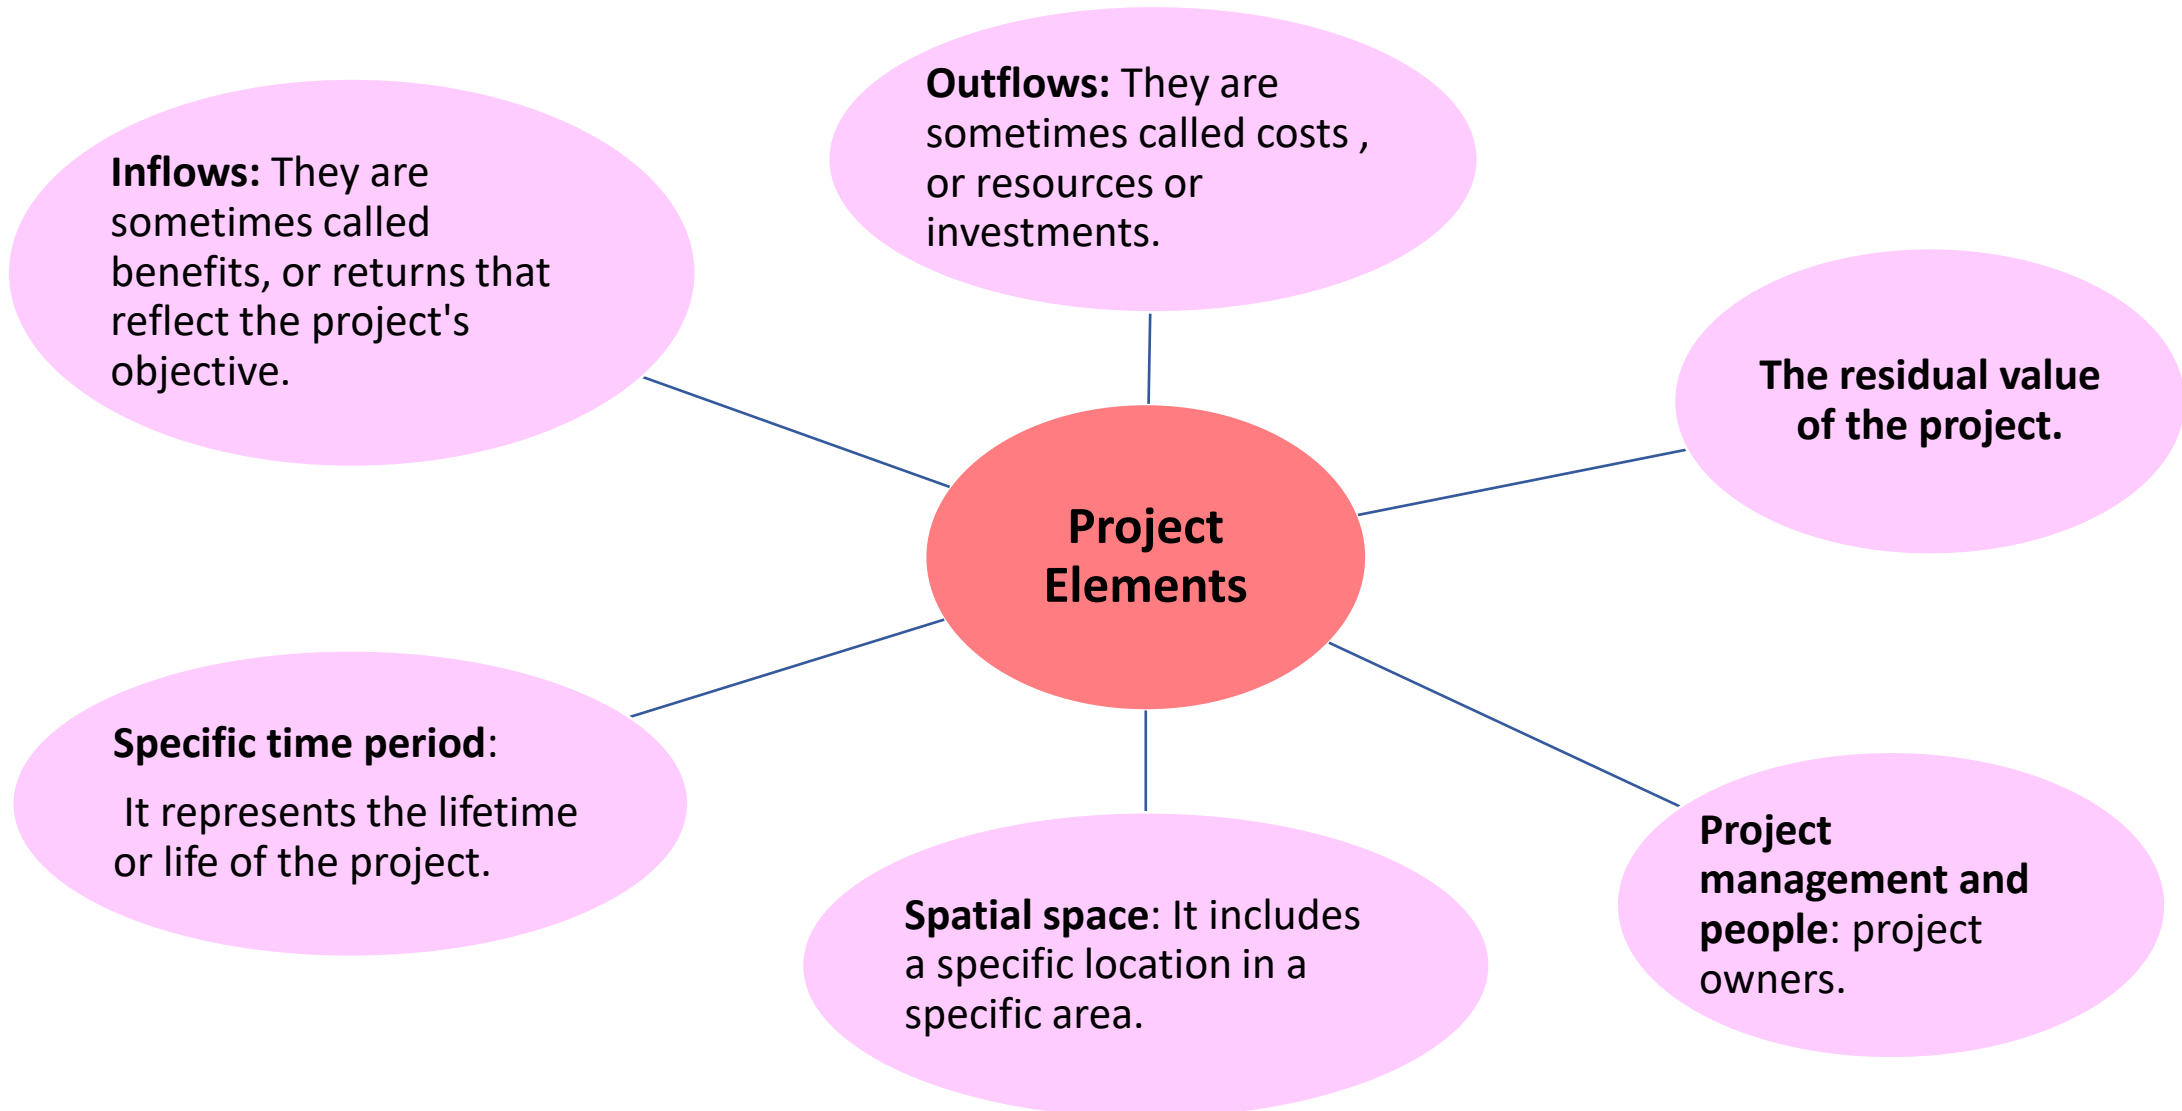 Outflows: They are
sometimes called costs ,
or resources or
investments.
Inflows: They are
sometimes called
benefits, or returns that
reflect the project's
objective.
The residual value
of the project.
Project
Elements
Specific time period:
It represents the lifetime
or life of the project.
Spatial space: It includes
a specific location in a
specific area.
Project
management and
people: project
owners.